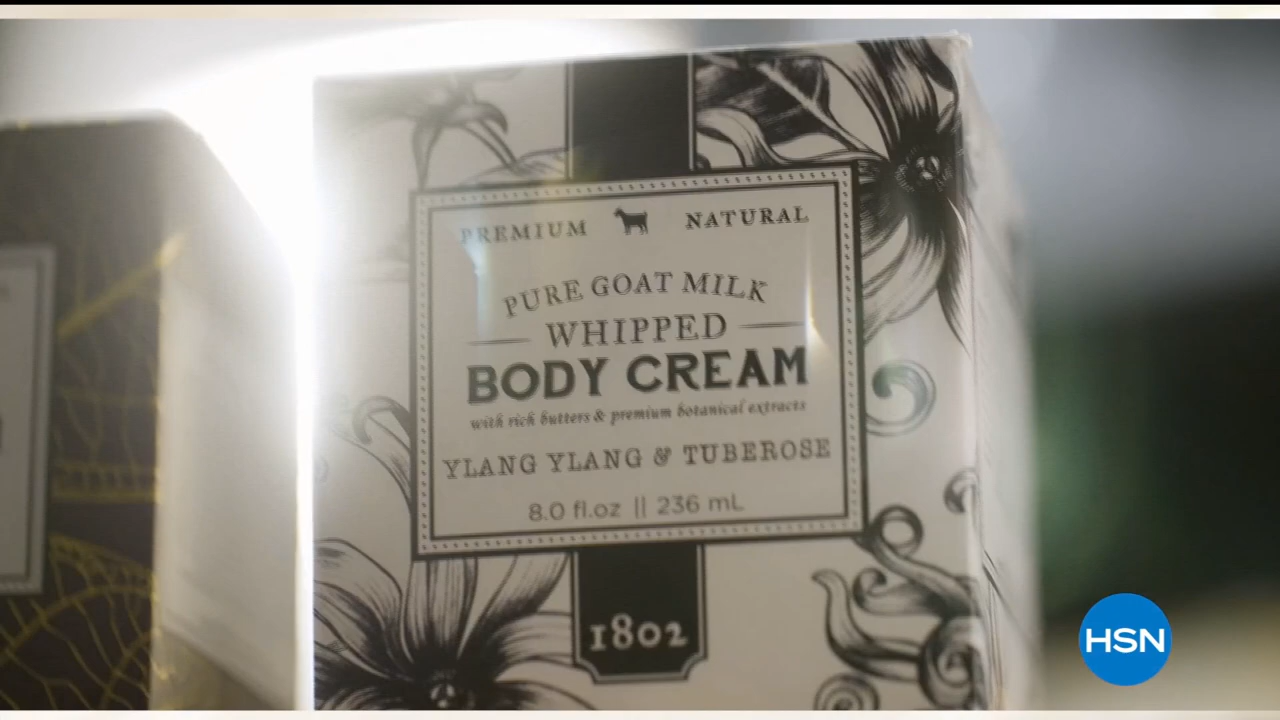 PREMIUM NATURAL
PURE GOAT MILK
WHIPPED
BODY CREAM
with rich butters & premium botanical extracts
YLANG YLANG & TUBEROSE
8.0 fl.oz || 236 mL
1802
HSN